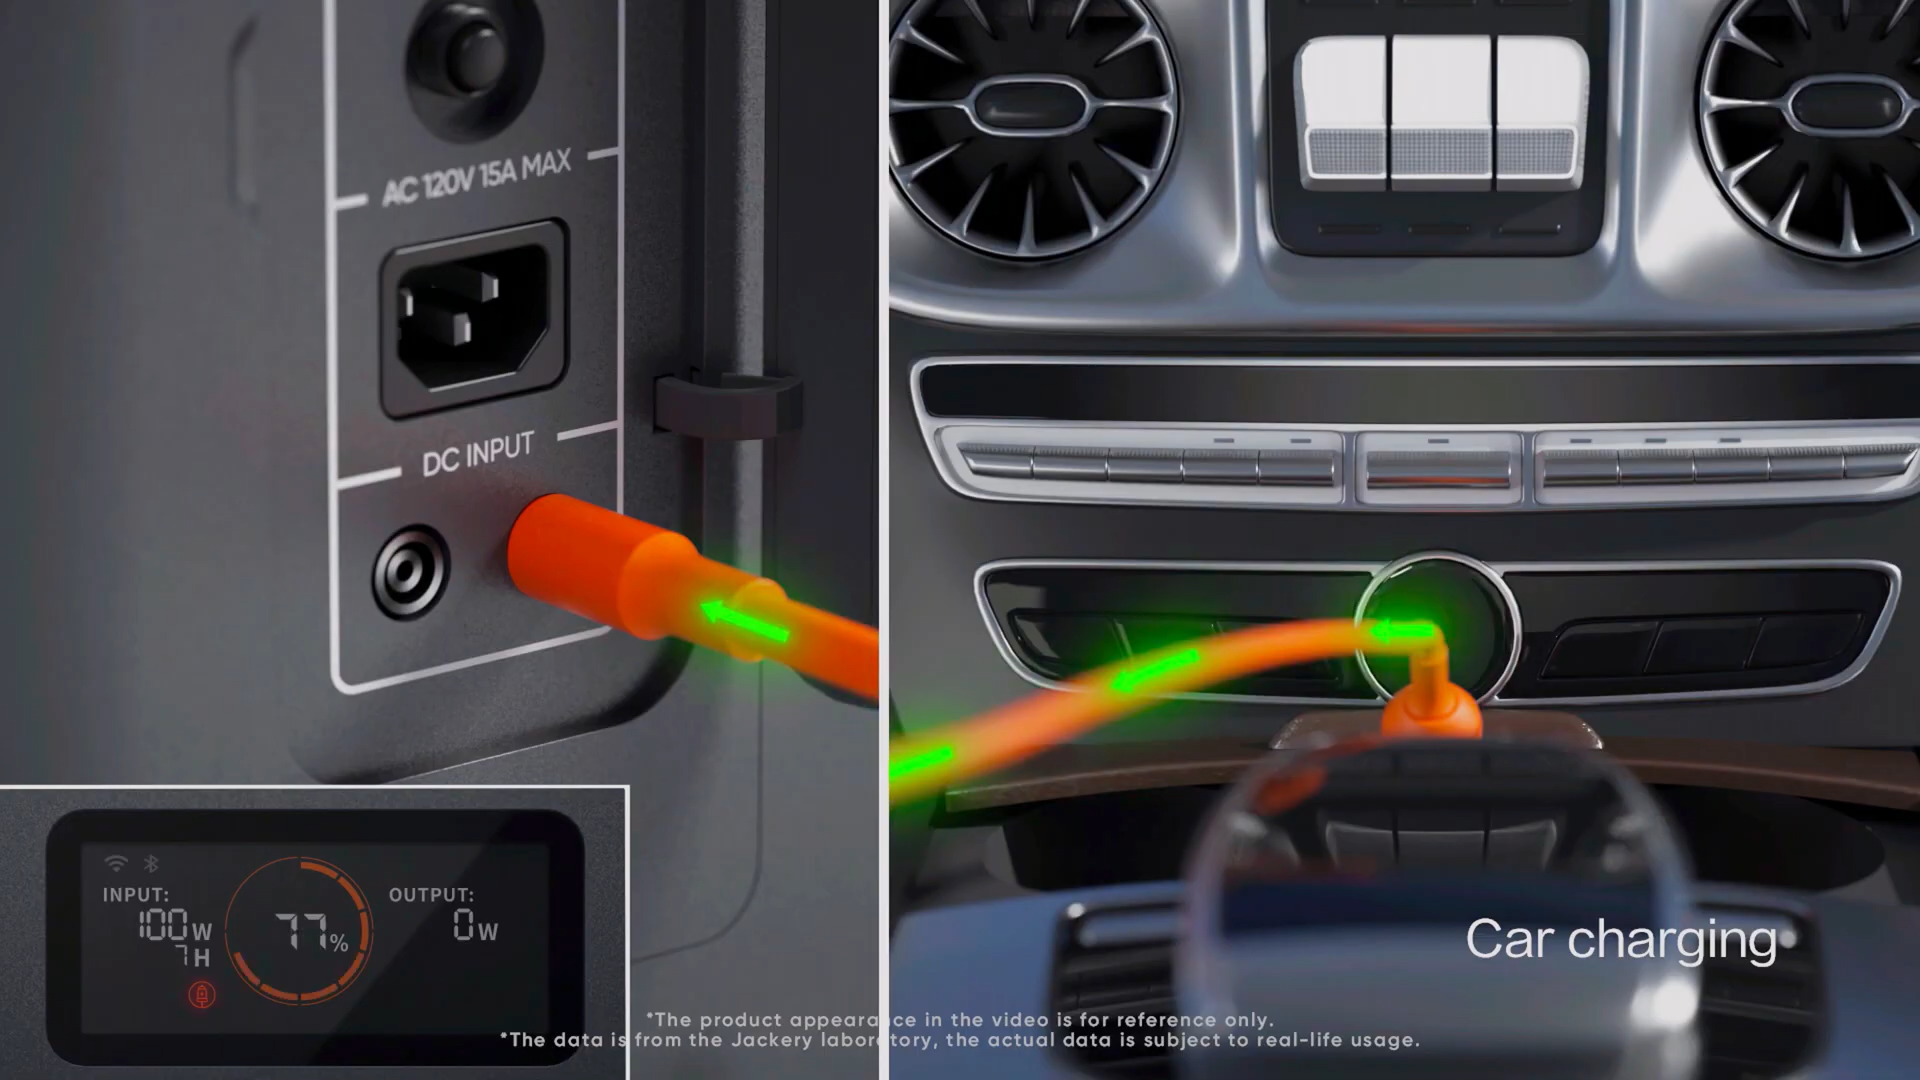 AC 120V 15A MAX
DC INPUT
INPUT:
100W
7H
77%
OUTPUT:
0W
Car charging
*The product appearance in the video is for reference only.
*The data is from the Jackery laboratory, the actual data is subject to real-life usage.